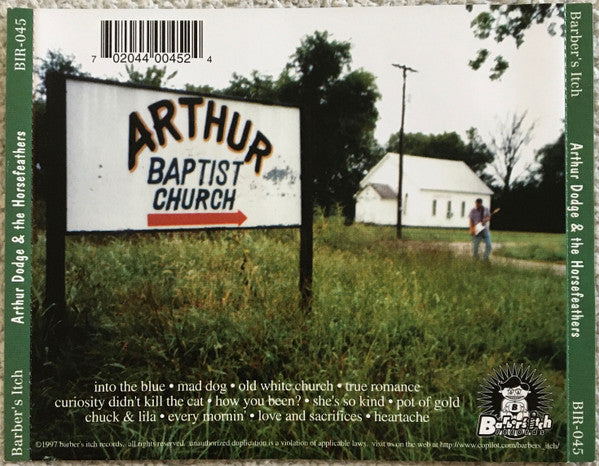 7 02044 00452 4
BIR-045
Arthur Dodge & the Horsefeathers
Barber's Itch
ARTHUR
BAPTIST
CHURCH
into the blue • mad dog • old white church • true romance
curiosity didn't kill the cat • how you been? • she's so kind • pot of gold
chuck & lila • every mornin' • love and sacrifices • heartache
©1997 barber's itch records. all rights reserved. unauthorized duplication is a violation of applicable laws. visit us on the web at http://www.copilot.com/barbers_itch/
Barber's itch
RECORDS
Barber's Itch
Arthur Dodge & the Horsefeathers
BIR-045